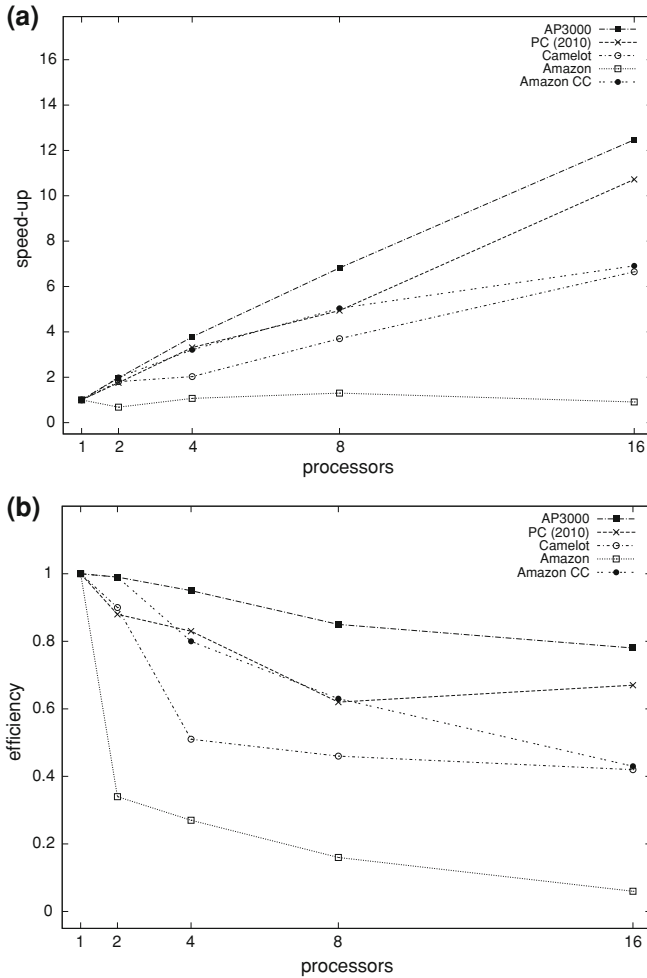 (a)
AP3000
PC (2010)
Camelot
Amazon
Amazon CC
16
14
12
10
8
6
4
2
0
speed-up
1 2 4 8 16
processors
(b)
AP3000
PC (2010)
Camelot
Amazon
Amazon CC
1
0.8
0.6
0.4
0.2
0
efficiency
1 2 4 8 16
processors